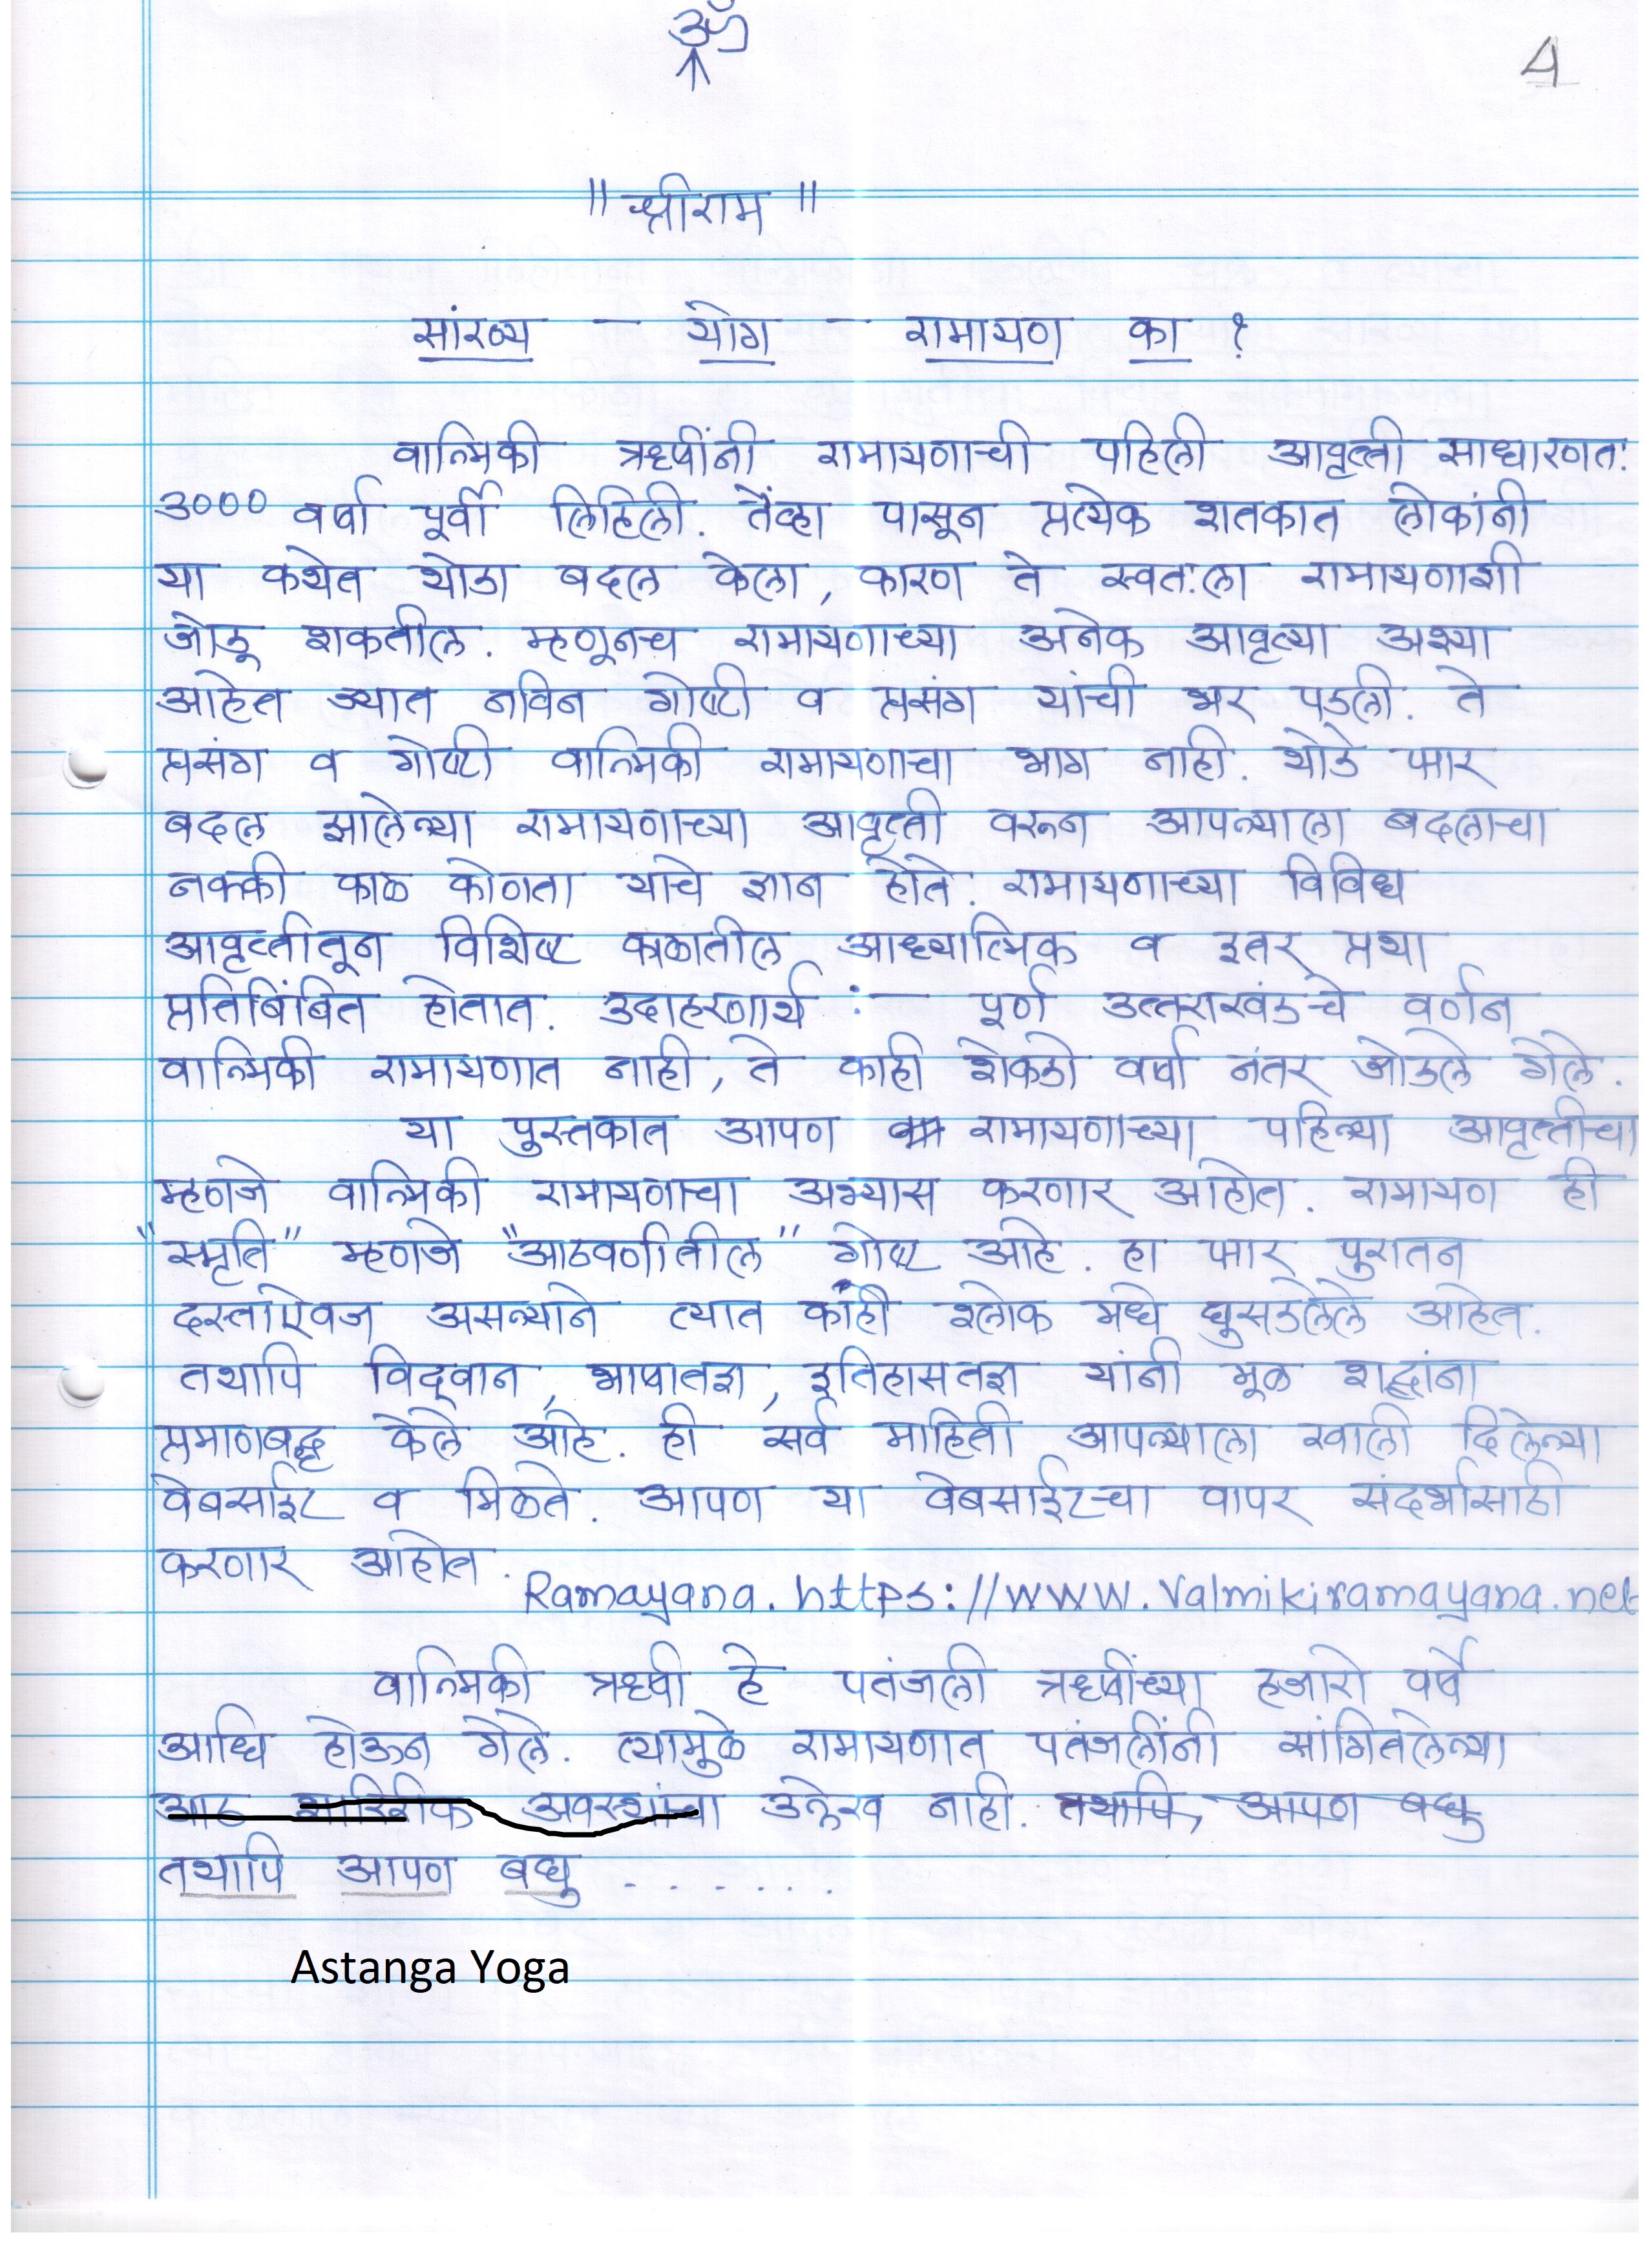 ॐ
4
" श्रीराम "
सांख्य - योग - रामायण का ?
वाल्मिकी ऋषींनी रामायणाची पहिली आवृत्ती साधारणत:
3000 वर्षा पूर्वी लिहिली. तेंव्हा पासून प्रत्येक शतकात लोकांनी
या कथेत थोडा बदल केला, कारण ते स्वत:ला रामायणाशी
जोडू शकतील. म्हणूनच रामायणाच्या अनेक आवृत्या अश्या
आहेत ज्यात नविन गोष्टी व प्रसंग यांची भर पडली. ते
प्रसंग व गोष्टी वाल्मिकी रामायणाचा भाग नाही. थोडे फार
बदल झालेल्या रामायणाच्या आवृत्ती वरून आपल्याला बदलाचा
नक्की काळ कोणता याचे ज्ञान होते. रामायणाच्या विविध
आवृत्तीतून विशिष्ट काळातील आध्यात्मिक व इतर प्रथा
प्रतिबिंबित होतात. उदाहरणार्थ :- पूर्ण उत्तराखंडचे वर्णन
वाल्मिकी रामायणात नाही, ते काही शेकडो वर्षा नंतर जोडले गेले.
या पुस्तकात आपण रामायणाच्या पहिल्या आवृत्तीचा
म्हणजे वाल्मिकी रामायणाचा अभ्यास करणार आहोत. रामायण ही
"स्मृति" म्हणजे "आठवणीतील" गोष्ट आहे. हा फार पुरातन
दस्ताऐवज असल्याने त्यात काही श्लोक मधे घुसडलेले आहेत.
तथापि विद्वान, भाषातज्ञ, इतिहासतज्ञ यांनी मूळ शब्दांना
प्रमाणबद्ध केले आहे. ही सर्व माहिती आपल्याला खाली दिलेल्या
वेबसाईट व मिळते. आपण या वेबसाईटचा वापर संदर्भासाठी
करणार आहोत.
Ramayana. https://www.Valmikiramayana.net
वाल्मिकी ऋषी हे पतंजली ऋषींच्या हजारो वर्षे
आधि होऊन गेले. त्यामुळे रामायणात पतंजलींनी सांगितलेल्या
आठ शारिरीक अवस्थांचा उल्लेख नाही. तथापि, आपण बघु
तथापि आपण बघु ......
Astanga Yoga